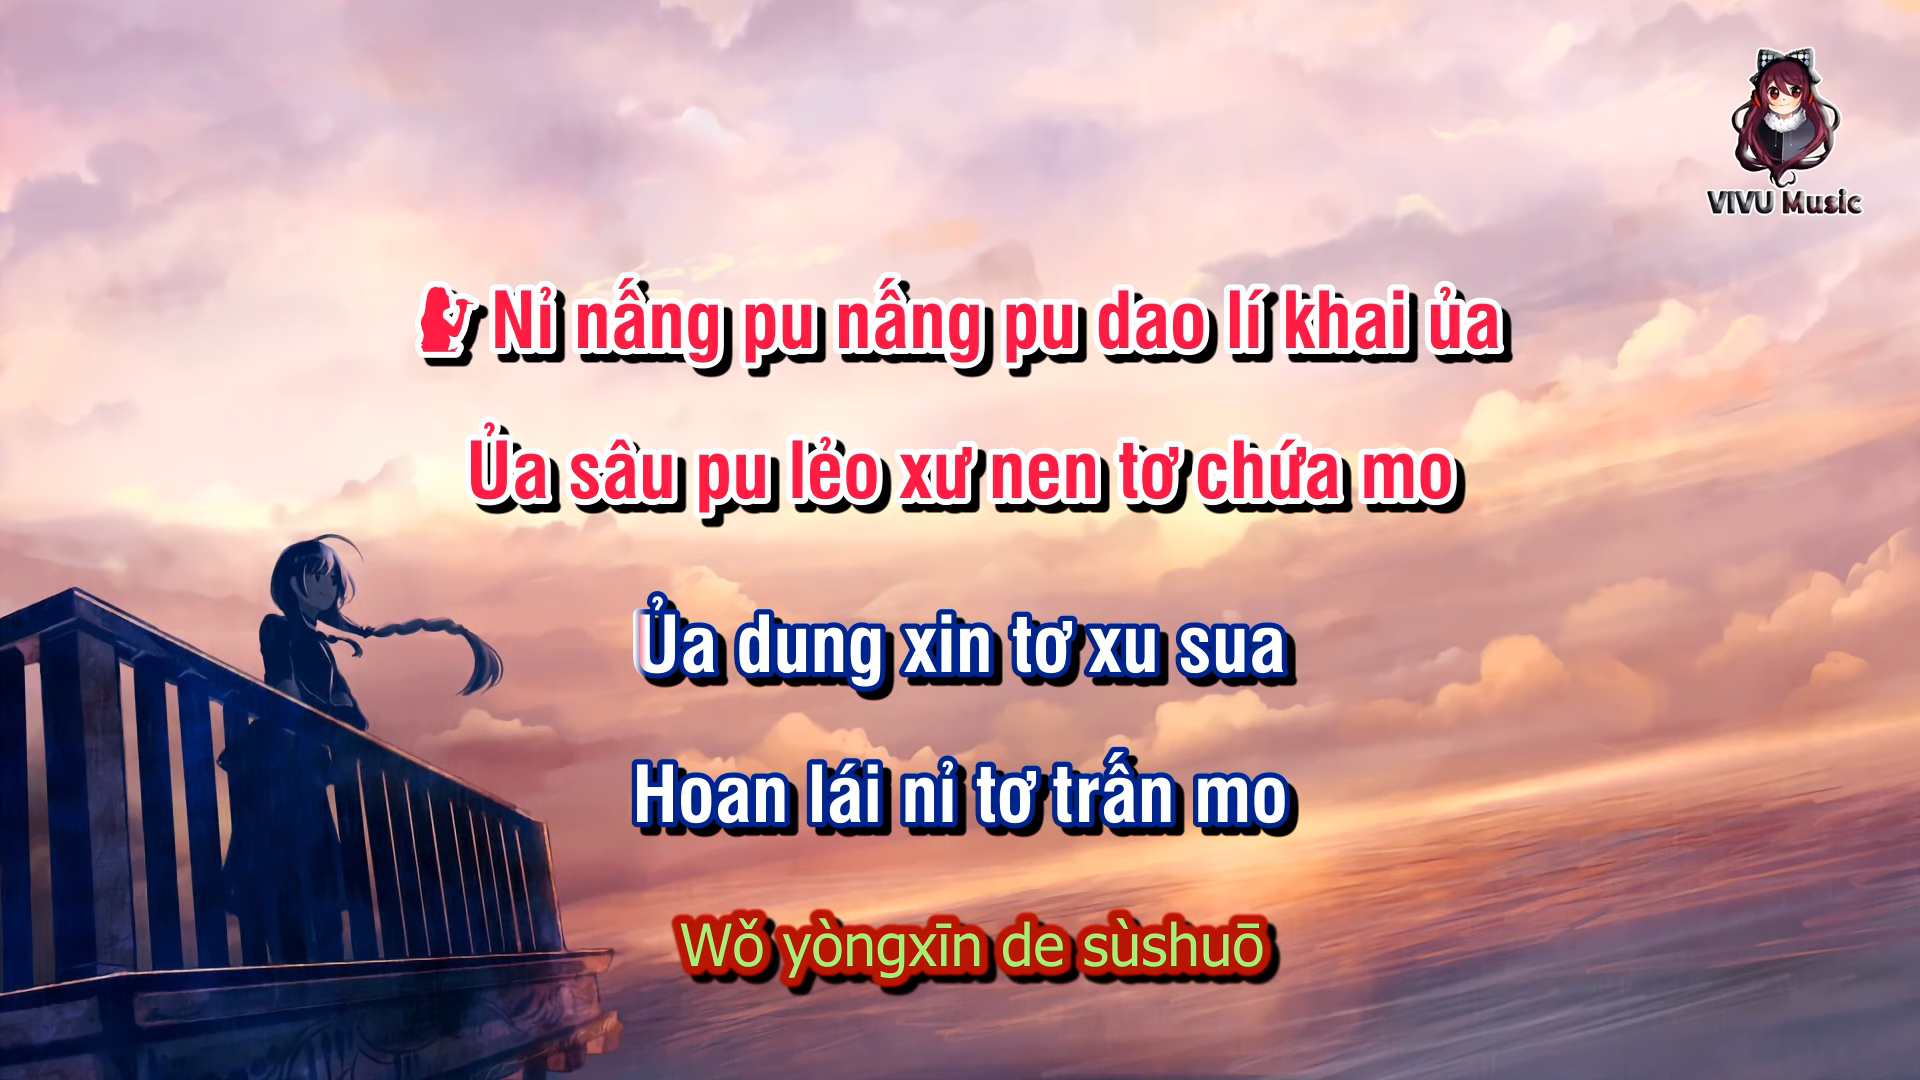 VIVU Music
Nỉ nấng pu nấng pu dao lí khai ủa
Ủa sâu pu lẻo xư nen tơ chứa mo
Ủa dung xin tơ xu sua
Hoan lái nỉ tơ trấn mo
Wǒ yòngxīn de sùshuō